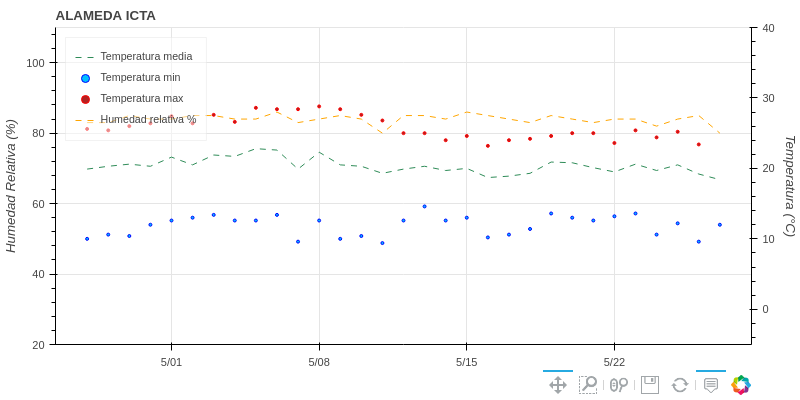 ALAMEDA ICTA
Temperatura media
Temperatura min
Temperatura max
Humedad relativa %
Humedad Relativa (%)
100
80
60
40
20
Temperatura (°C)
40
30
20
10
0
5/01
5/08
5/15
5/22